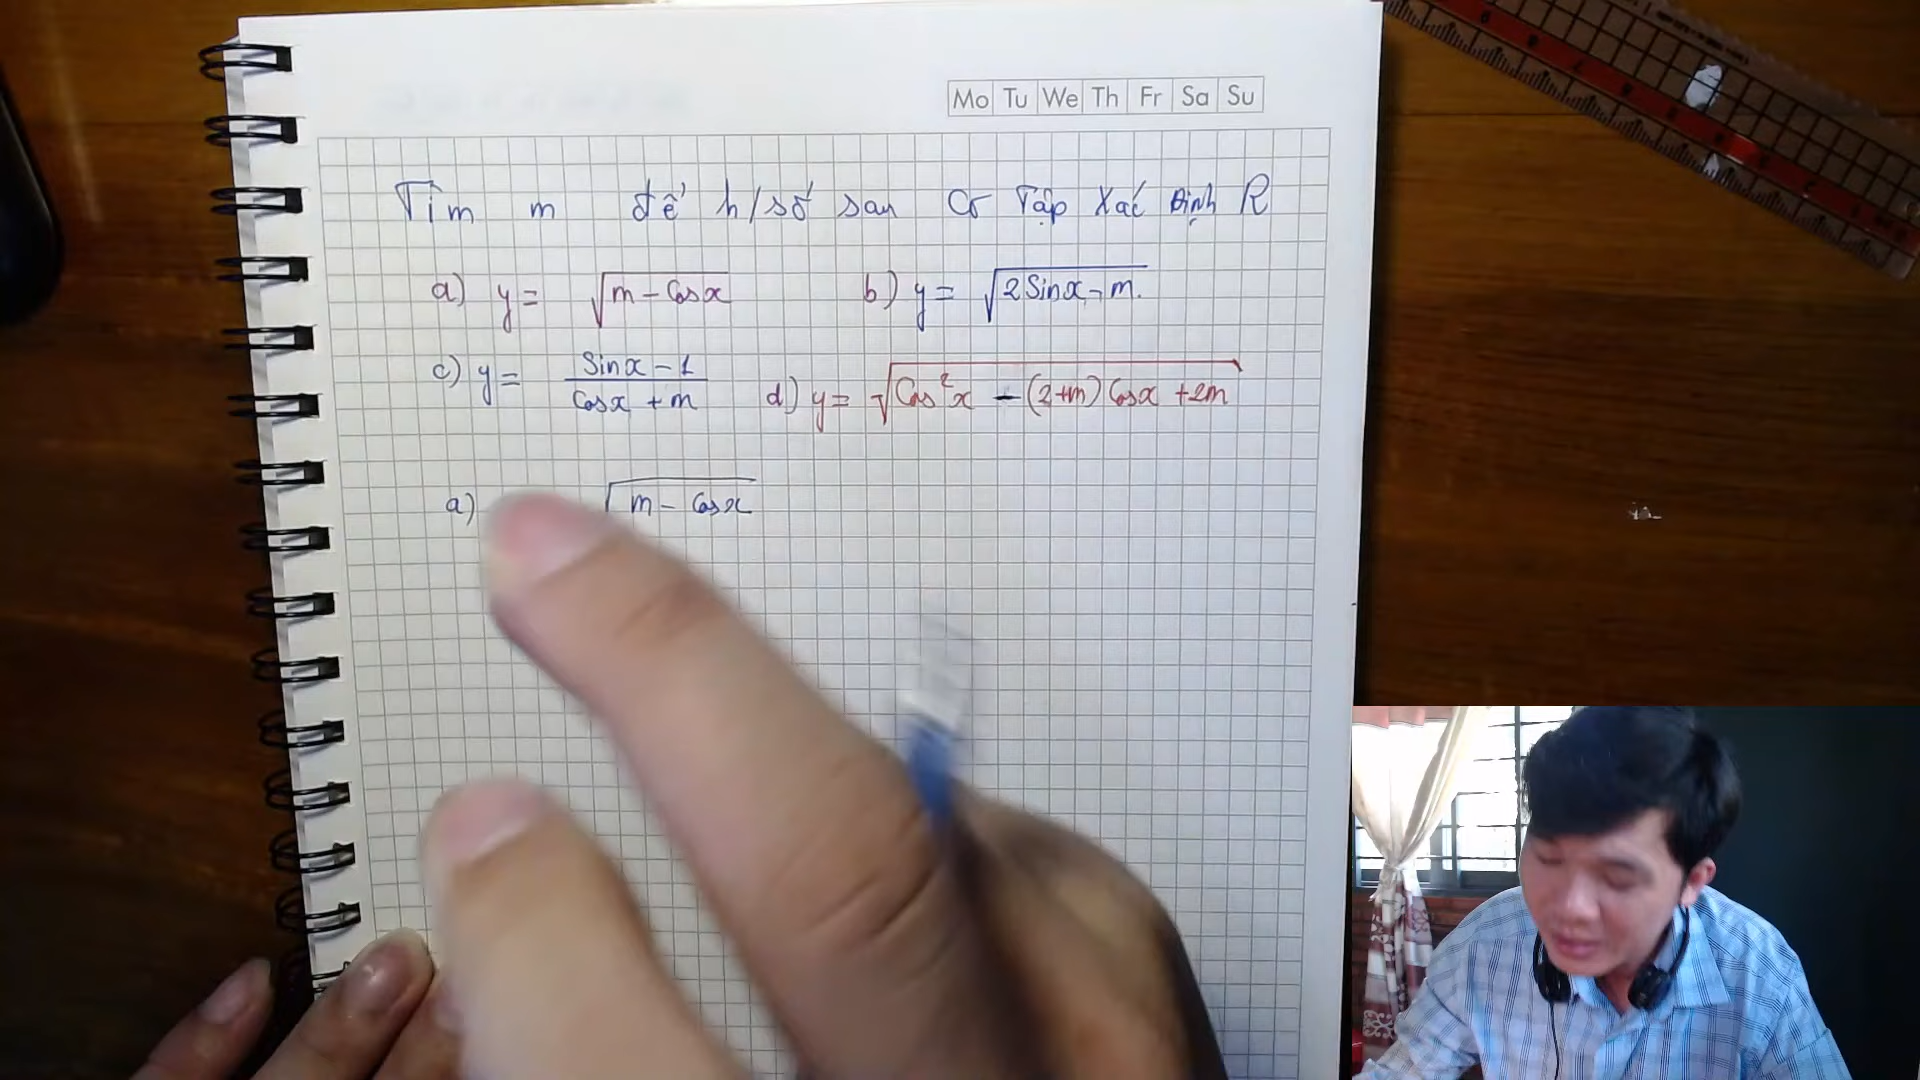 Mo Tu We Th Fr Sa Su
Tìm m để h/số sau có Tập Xác Định R
a) y = √(m - Cosx) b) y = √(2Sinx - m).
c) y = (Sinx - 1)/(Cosx + m) d) y = √(Cos²x - (2+m)Cosx + 2m)
a) √(m - Cosx)